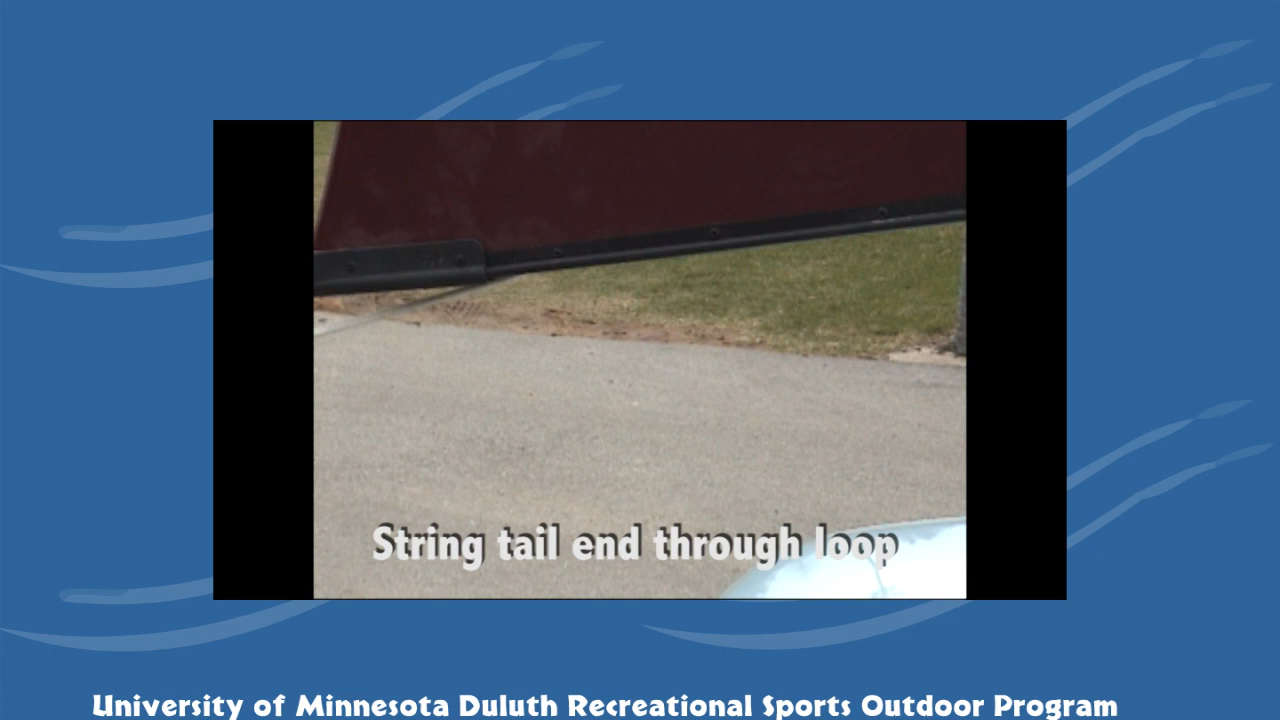 String tail end through loop
University of Minnesota Duluth Recreational Sports Outdoor Program